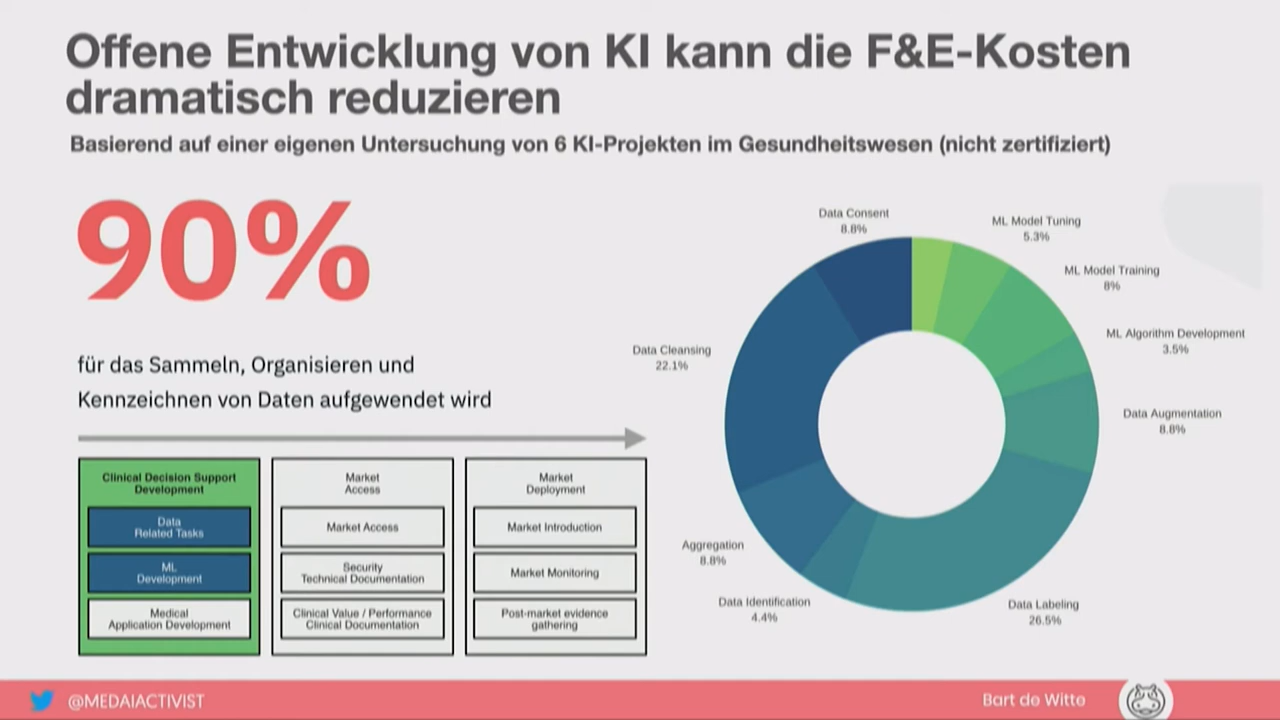 Offene Entwicklung von KI kann die F&E-Kosten
dramatisch reduzieren
Basierend auf einer eigenen Untersuchung von 6 KI-Projekten im Gesundheitswesen (nicht zertifiziert)
90%
für das Sammeln, Organisieren und
Kennzeichnen von Daten aufgewendet wird
Clinical Decision Support
Development
Data
Related Tasks
ML
Development
Medical
Application Development
Market
Access
Market Access
Security
Technical Documentation
Clinical Value / Performance
Clinical Documentation
Market
Deployment
Market Introduction
Market Monitoring
Post-market evidence
gathering
Data Consent
8.8%
ML Model Tuning
5.3%
ML Model Training
8%
ML Algorithm Development
3.5%
Data Augmentation
8.8%
Data Labeling
26.5%
Data Identification
4.4%
Aggregation
8.8%
Data Cleansing
22.1%
@MEDAIACTIVIST
Bart de Witte